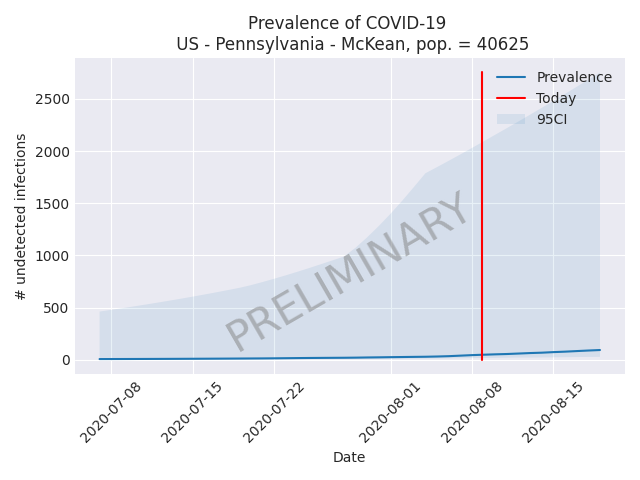 Prevalence of COVID-19
US - Pennsylvania - McKean, pop. = 40625
Prevalence
Today
95CI
# undetected infections
2500
2000
1500
1000
500
0
PRELIMINARY
2020-07-08
2020-07-15
2020-07-22
2020-08-01
2020-08-08
2020-08-15
Date